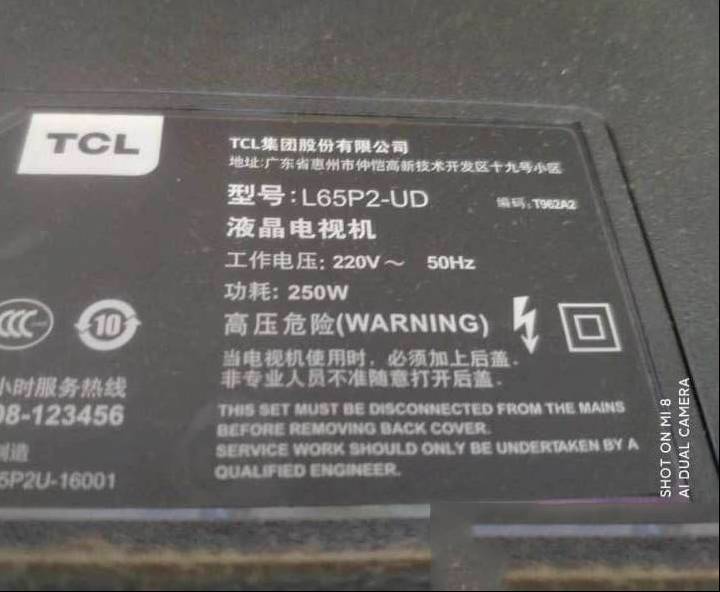 TCL
TCL集团股份有限公司
地址:广东省惠州市仲恺高新技术开发区十九号小区
型号:L65P2-UD
编码:T962A2
液晶电视机
工作电压: 220V～ 50Hz
功耗: 250W
高压危险(WARNING)
当电视机使用时，必须加上后盖.
非专业人员不准随意打开后盖.
THIS SET MUST BE DISCONNECTED FROM THE MAINS
BEFORE REMOVING BACK COVER.
SERVICE WORK SHOULD ONLY BE UNDERTAKEN BY A
QUALIFIED ENGINEER.
CCC
10
小时服务热线
08-123456
制造
5P2U-16001
SHOT ON MI 8
AI DUAL CAMERA